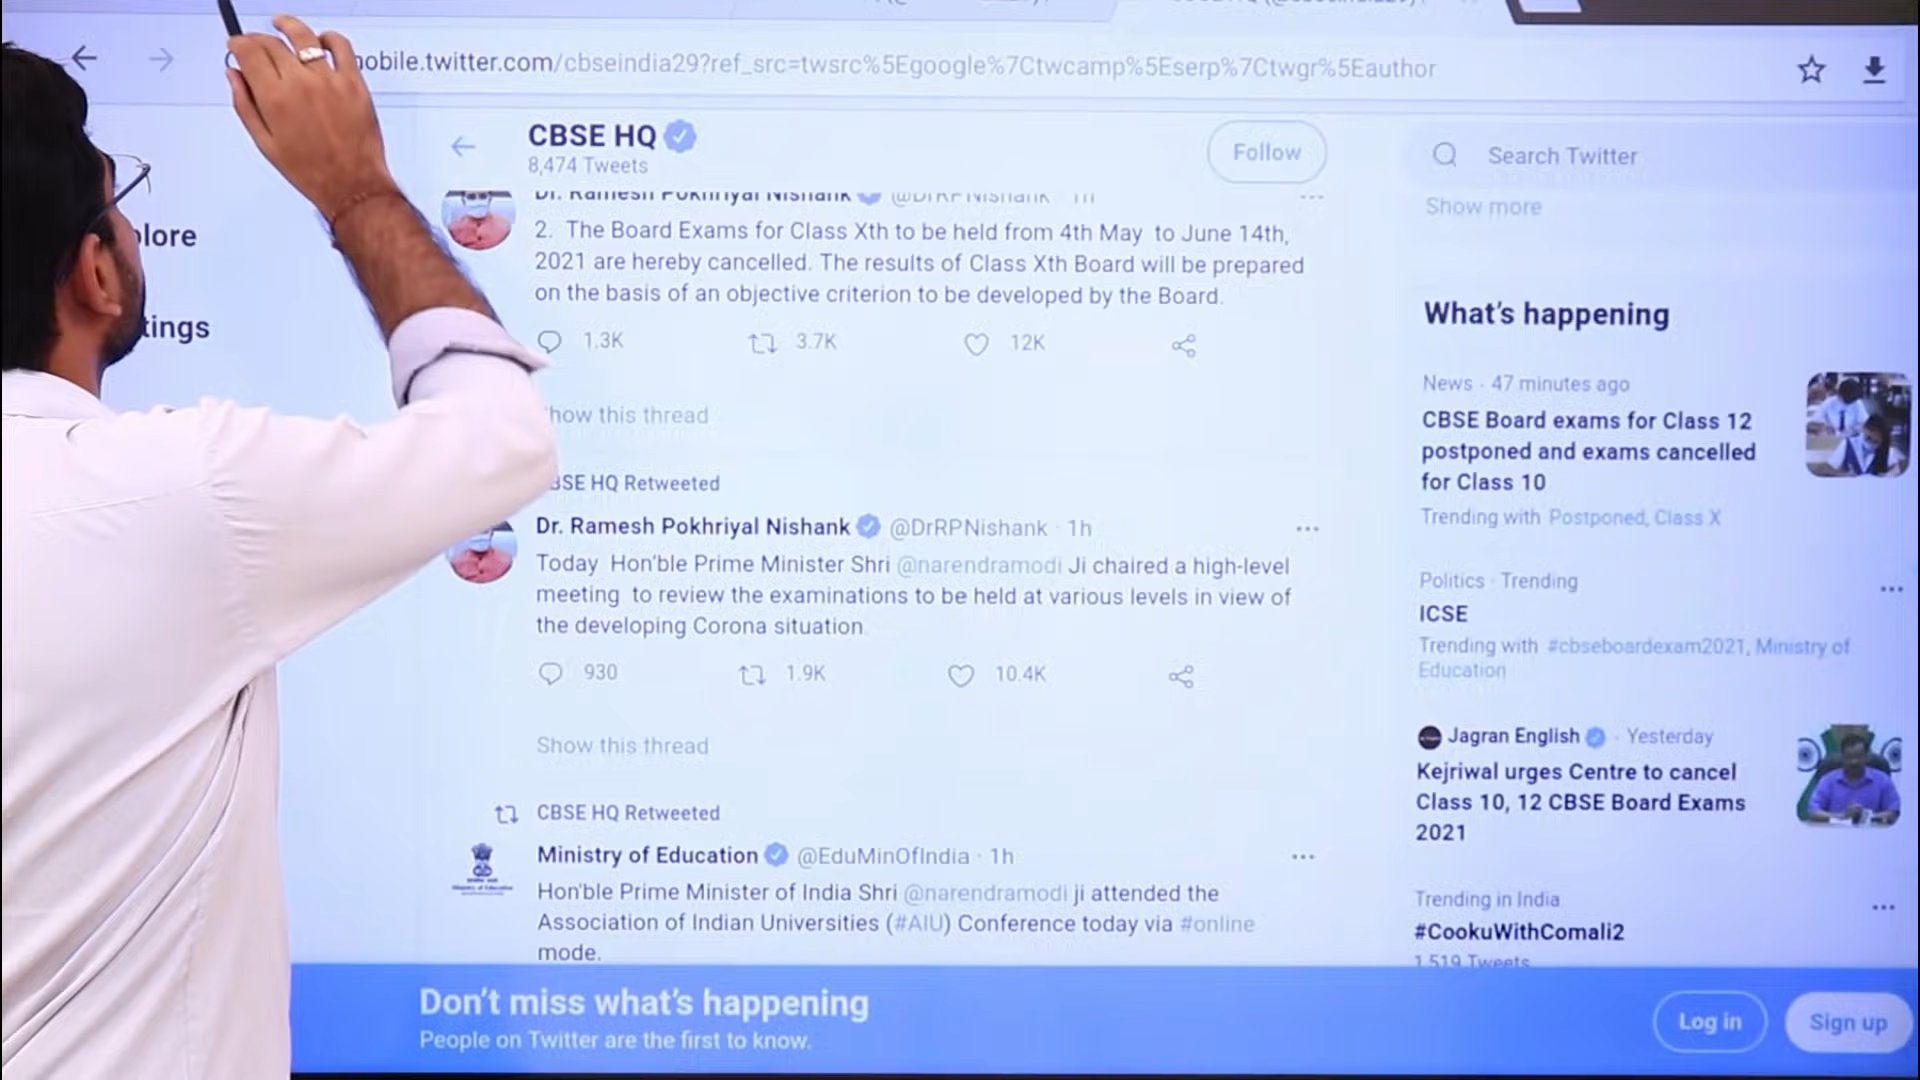 mobile.twitter.com/cbseindia29?ref_src=twsrc%5Egoogle%7Ctwcamp%5Eserp%7Ctwgr%5Eauthor
CBSE HQ
8,474 Tweets
Follow
Search Twitter
Show more
plore
tings
Dr. Ramesh Pokhriyal Nishank @DrRPNishank 1h
2. The Board Exams for Class Xth to be held from 4th May to June 14th,
2021 are hereby cancelled. The results of Class Xth Board will be prepared
on the basis of an objective criterion to be developed by the Board.
1.3K 3.7K 12K
how this thread
BSE HQ Retweeted
Dr. Ramesh Pokhriyal Nishank @DrRPNishank · 1h
Today Hon'ble Prime Minister Shri @narendramodi Ji chaired a high-level
meeting to review the examinations to be held at various levels in view of
the developing Corona situation
930 1.9K 10.4K
Show this thread
CBSE HQ Retweeted
Ministry of Education @EduMinOfIndia · 1h
Hon'ble Prime Minister of India Shri @narendramodi ji attended the
Association of Indian Universities (#AIU) Conference today via #online
mode.
What's happening
News · 47 minutes ago
CBSE Board exams for Class 12
postponed and exams cancelled
for Class 10
Trending with Postponed, Class X
Politics · Trending
ICSE
Trending with #cbseboardexam2021, Ministry of
Education
Jagran English · Yesterday
Kejriwal urges Centre to cancel
Class 10, 12 CBSE Board Exams
2021
Trending in India
#CookuWithComali2
1,519 Tweets
Don't miss what's happening
People on Twitter are the first to know.
Log in
Sign up